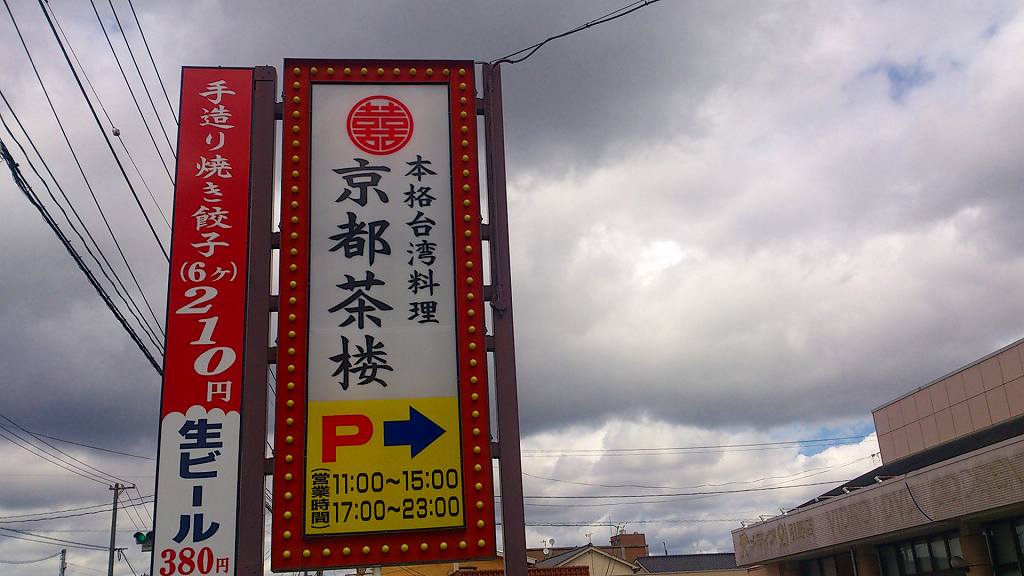 手造り焼き餃子
(6ヶ)
210円
生ビール
380円
囍
本格台湾料理
京都茶楼
P
(営業時間)
11:00～15:00
17:00～23:00